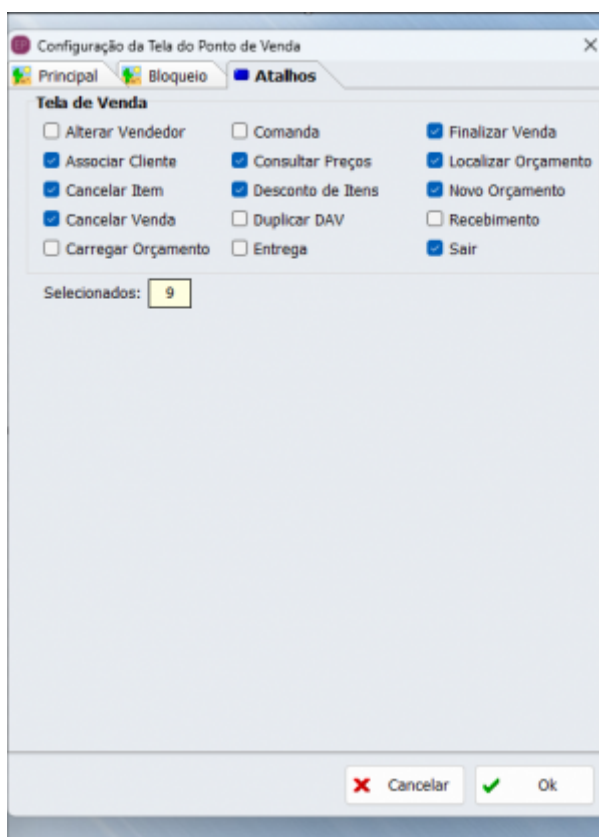 EP Configuração da Tela do Ponto de Venda
Principal Bloqueio Atalhos
Tela de Venda
Alterar Vendedor Comanda Finalizar Venda
Associar Cliente Consultar Preços Localizar Orçamento
Cancelar Item Desconto de Itens Novo Orçamento
Cancelar Venda Duplicar DAV Recebimento
Carregar Orçamento Entrega Sair
Selecionados: 9
Cancelar Ok